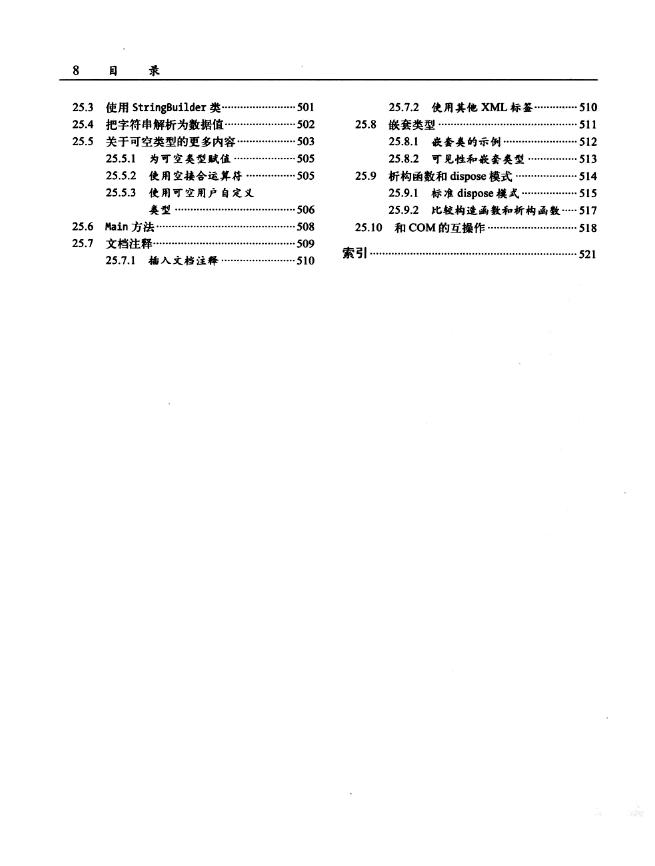 8 目 录
25.3 使用 StringBuilder 类……………………501
25.4 把字符串解析为数据值…………………502
25.5 关于可空类型的更多内容………………503
25.5.1 为可空类型赋值…………………505
25.5.2 使用空接合运算符………………505
25.5.3 使用可空用户自定义
类型…………………………………506
25.6 Main 方法……………………………………508
25.7 文档注释……………………………………509
25.7.1 插入文档注释……………………510
25.7.2 使用其他 XML 标签……………510
25.8 嵌套类型……………………………………511
25.8.1 嵌套类的示例……………………512
25.8.2 可见性和嵌套类型………………513
25.9 析构函数和 dispose 模式…………………514
25.9.1 标准 dispose 模式………………515
25.9.2 比较构造函数和析构函数……517
25.10 和 COM 的互操作…………………………518
索引…………………………………………………………521